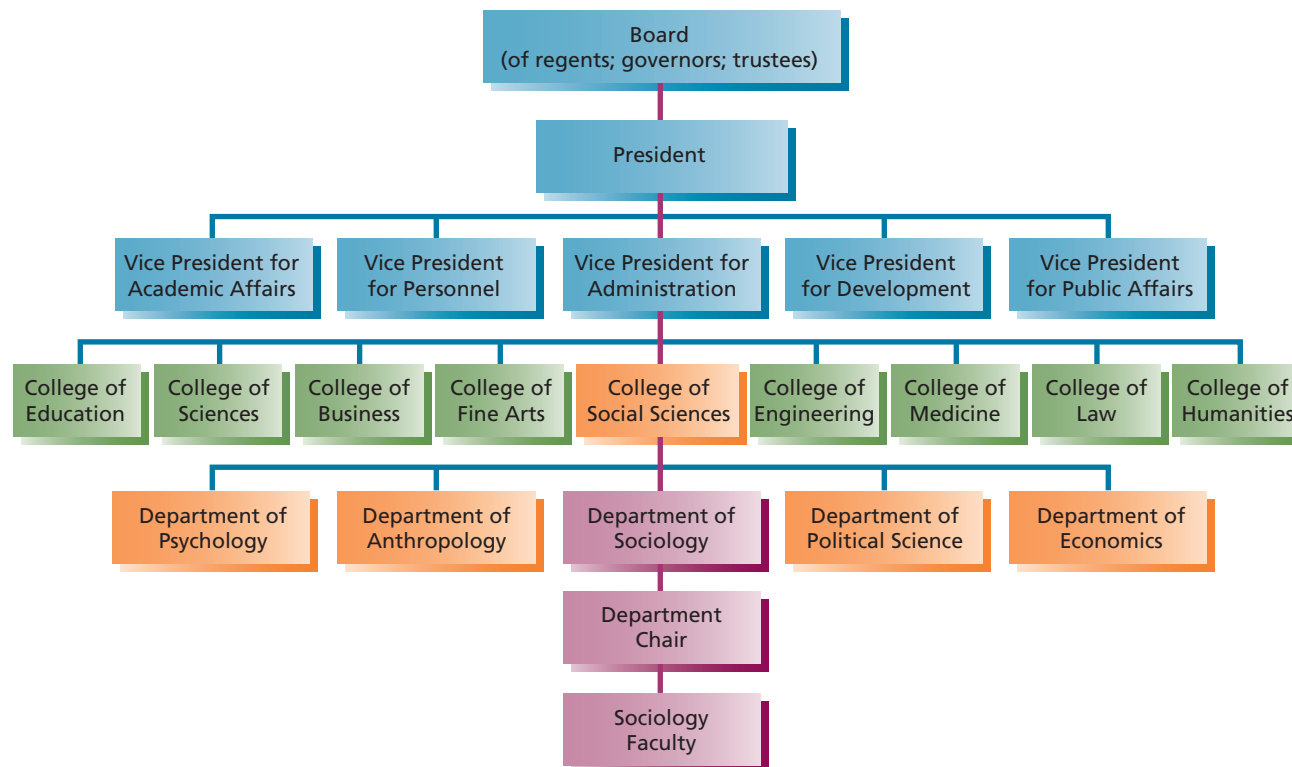 Board
(of regents; governors; trustees)
President
Vice President for
Academic Affairs
Vice President
for Personnel
Vice President for
Administration
Vice President
for Development
Vice President
for Public Affairs
College of
Education
College of
Sciences
College of
Business
College of
Fine Arts
College of
Social Sciences
College of
Engineering
College of
Medicine
College of
Law
College of
Humanities
Department of
Psychology
Department of
Anthropology
Department of
Sociology
Department of
Political Science
Department of
Economics
Department
Chair
Sociology
Faculty